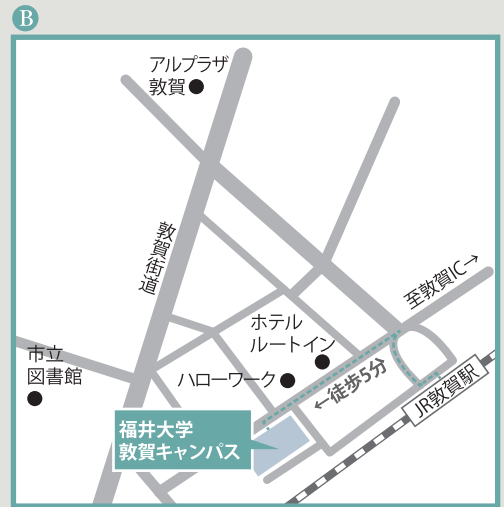 B
アルプラザ
敦賀
敦賀街道
至敦賀IC→
ホテル
ルートイン
市立
図書館
ハローワーク
←徒歩5分
JR敦賀駅
福井大学
敦賀キャンパス